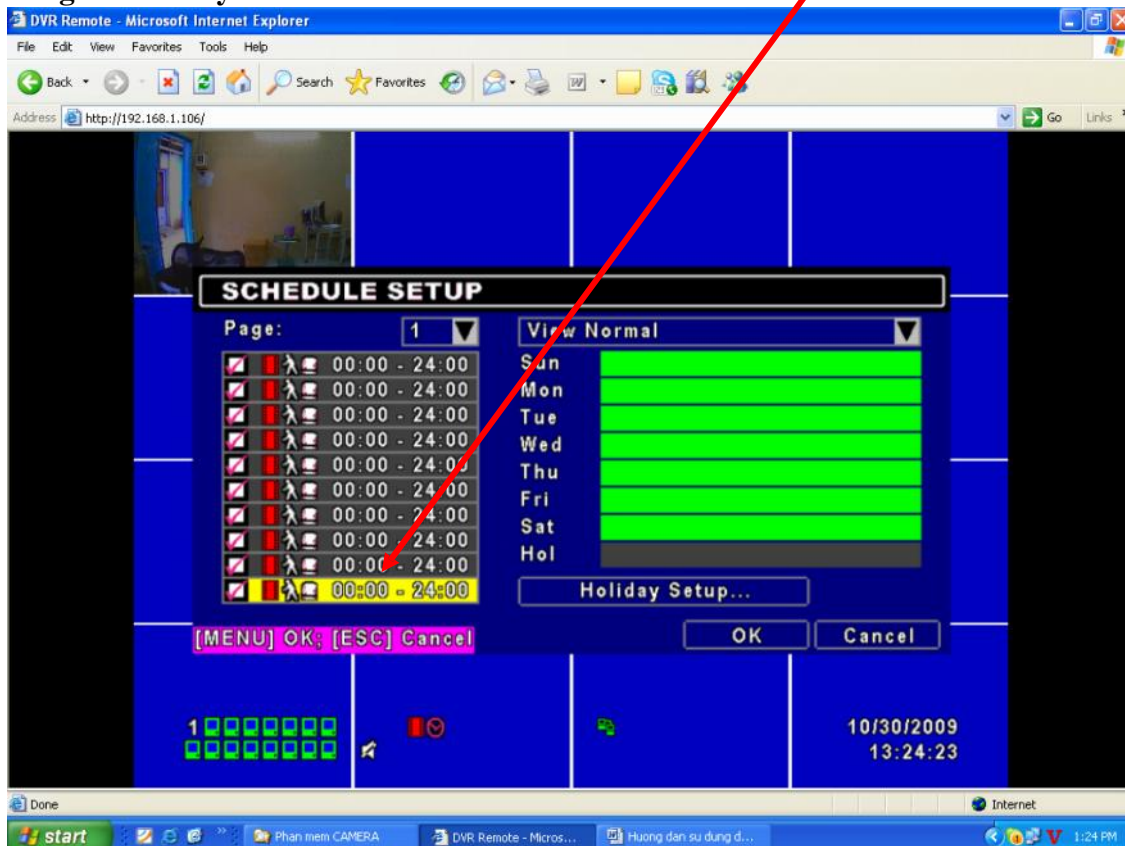 DVR Remote - Microsoft Internet Explorer
File Edit View Favorites Tools Help
Back Search Favorites
Address http://192.168.1.106/ Go Links
SCHEDULE SETUP
Page: 1 View Normal
00:00 - 24:00 Sun
00:00 - 24:00 Mon
00:00 - 24:00 Tue
00:00 - 24:00 Wed
00:00 - 24:00 Thu
00:00 - 24:00 Fri
00:00 - 24:00 Sat
00:00 - 24:00 Hol
00:00 - 24:00
00:00 - 24:00 Holiday Setup...
[MENU] OK; [ESC] Cancel OK Cancel
1 10/30/2009
13:24:23
Done Internet
start Phan mem CAMERA DVR Remote - Micros... Huong dan su dung d... V 1:24 PM